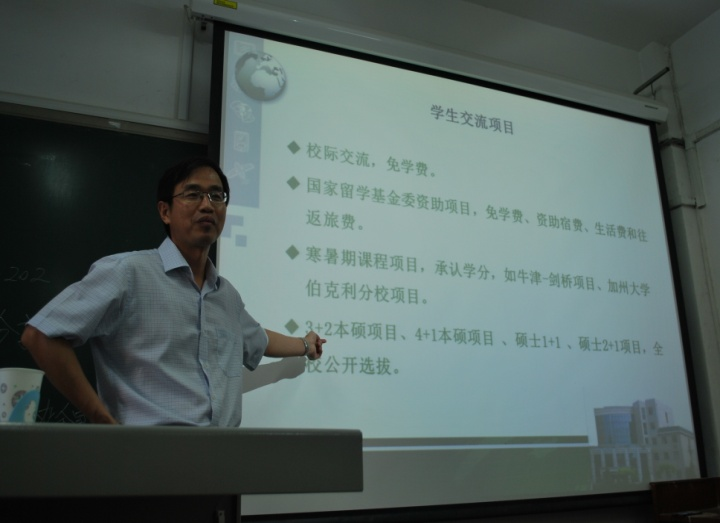 学生交流项目
校际交流，免学费。
国家留学基金委资助项目，免学费、资助宿费、生活费和往
返旅费。
寒暑期课程项目，承认学分，如牛津-剑桥项目、加州大学
伯克利分校项目。
3+2本硕项目、4+1本硕项目 、硕士1+1 、硕士2+1项目，全
校公开选拔。
202